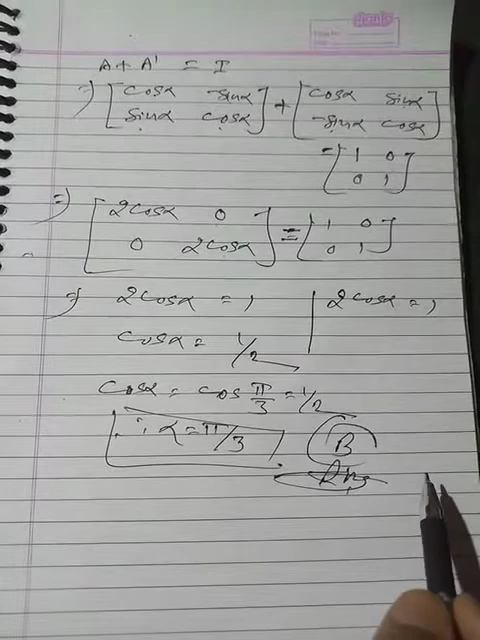 A + A' = I
⇒ [cosα -sinα] + [cosα sinα]
[sinα cosα] [-sinα cosα]
= [1 0]
[0 1]
⇒ [2cosα 0] = [1 0]
[0 2cosα] [0 1]
⇒ 2cosα = 1 | 2cosα = 1
cosα = 1/2
cosα = cos π/3 = 1/2
∴ α = π/3 B
Ans